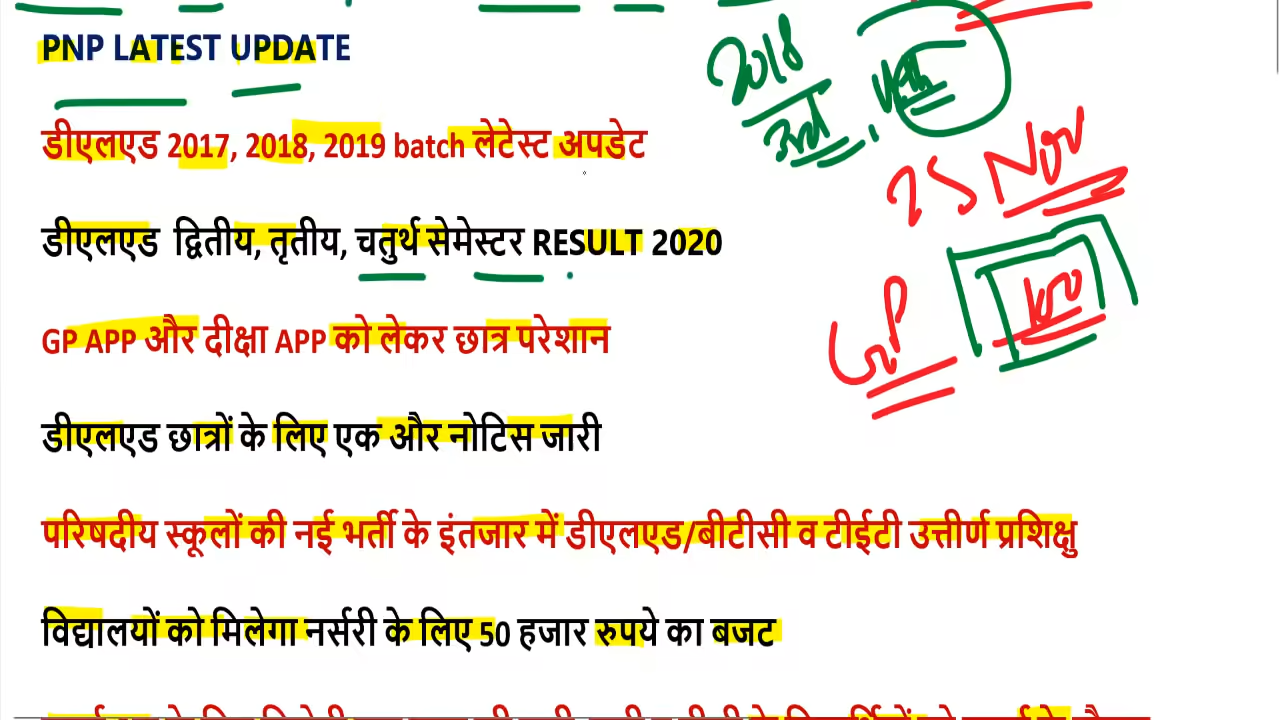 PNP LATEST UPDATE
2018
25 Nov
डीएलएड 2017, 2018, 2019 batch लेटेस्ट अपडेट
डीएलएड द्वितीय, तृतीय, चतुर्थ सेमेस्टर RESULT 2020
GP
GP APP और दीक्षा APP को लेकर छात्र परेशान
डीएलएड छात्रों के लिए एक और नोटिस जारी
परिषदीय स्कूलों की नई भर्ती के इंतजार में डीएलएड/बीटीसी व टीईटी उत्तीर्ण प्रशिक्षु
विद्यालयों को मिलेगा नर्सरी के लिए 50 हजार रुपये का बजट